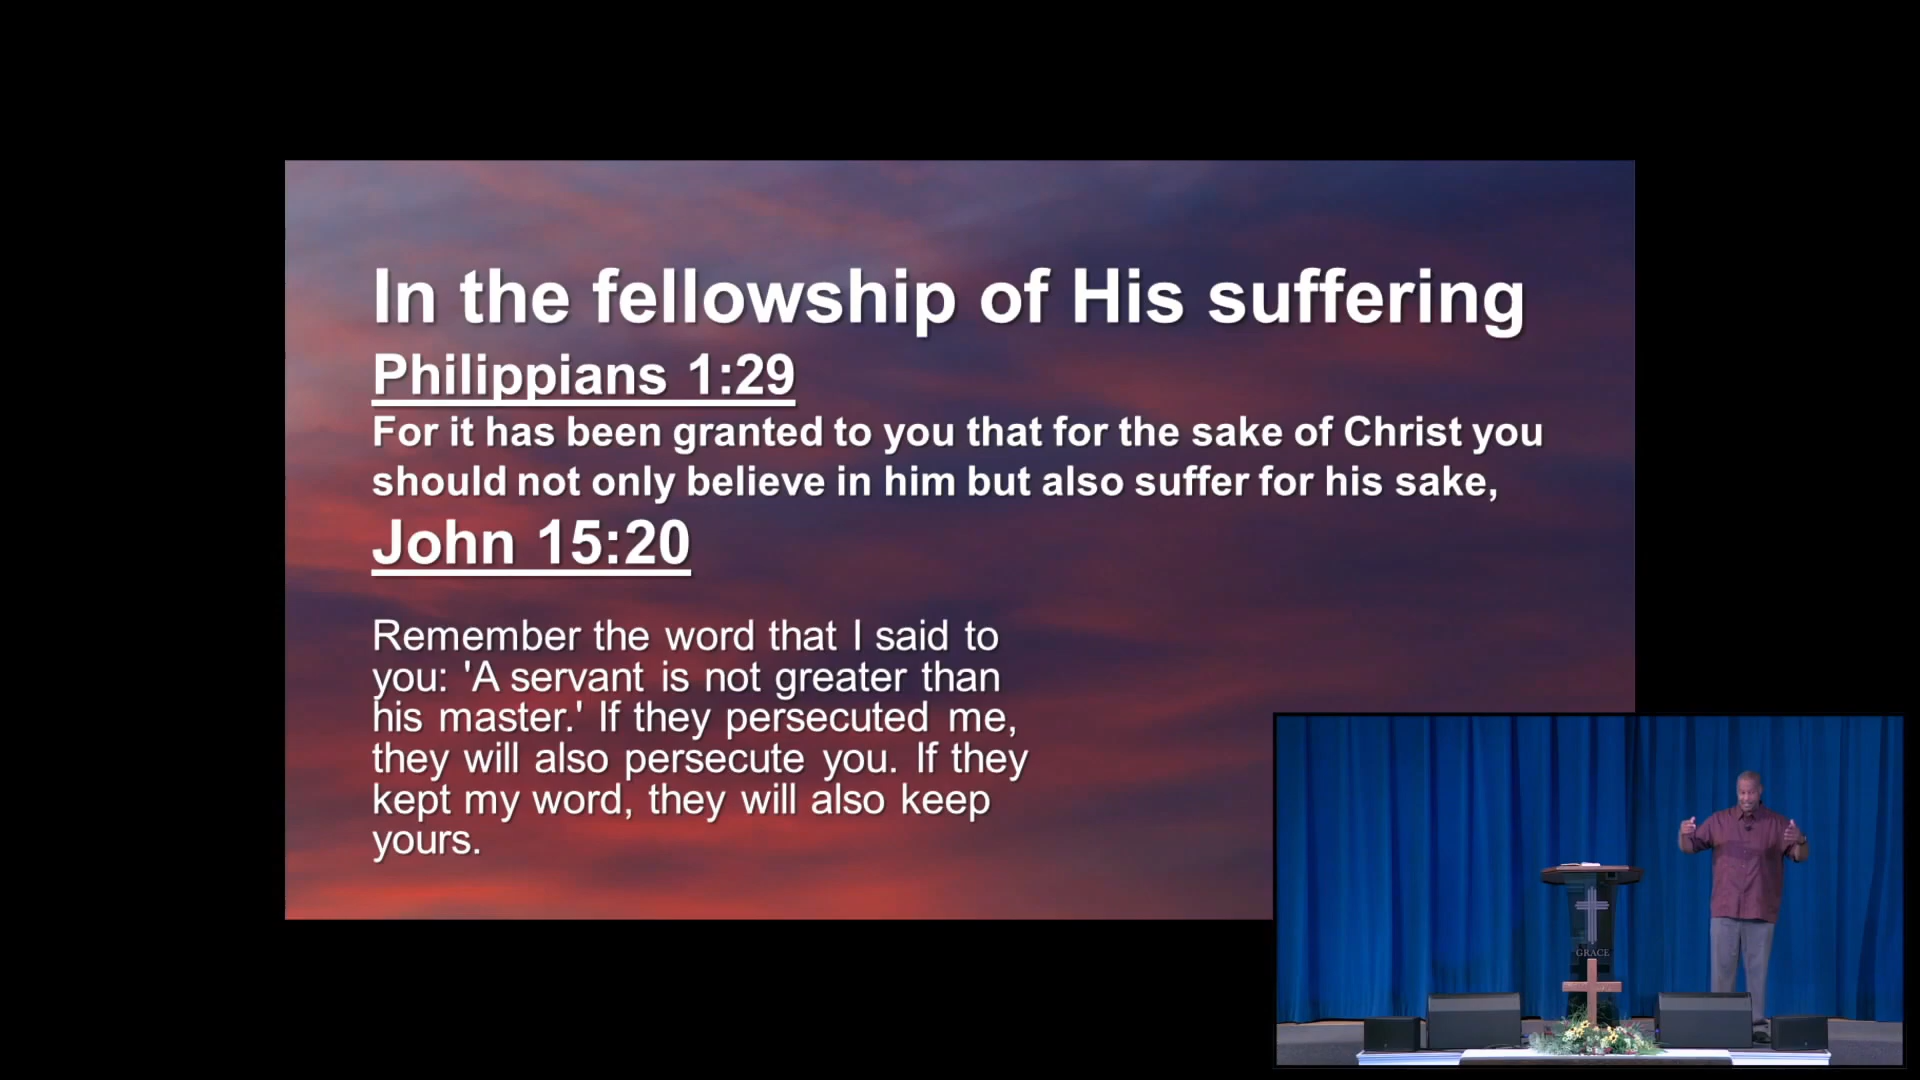 In the fellowship of His suffering
Philippians 1:29
For it has been granted to you that for the sake of Christ you
should not only believe in him but also suffer for his sake,
John 15:20
Remember the word that I said to
you: 'A servant is not greater than
his master.' If they persecuted me,
they will also persecute you. If they
kept my word, they will also keep
yours.
GRACE